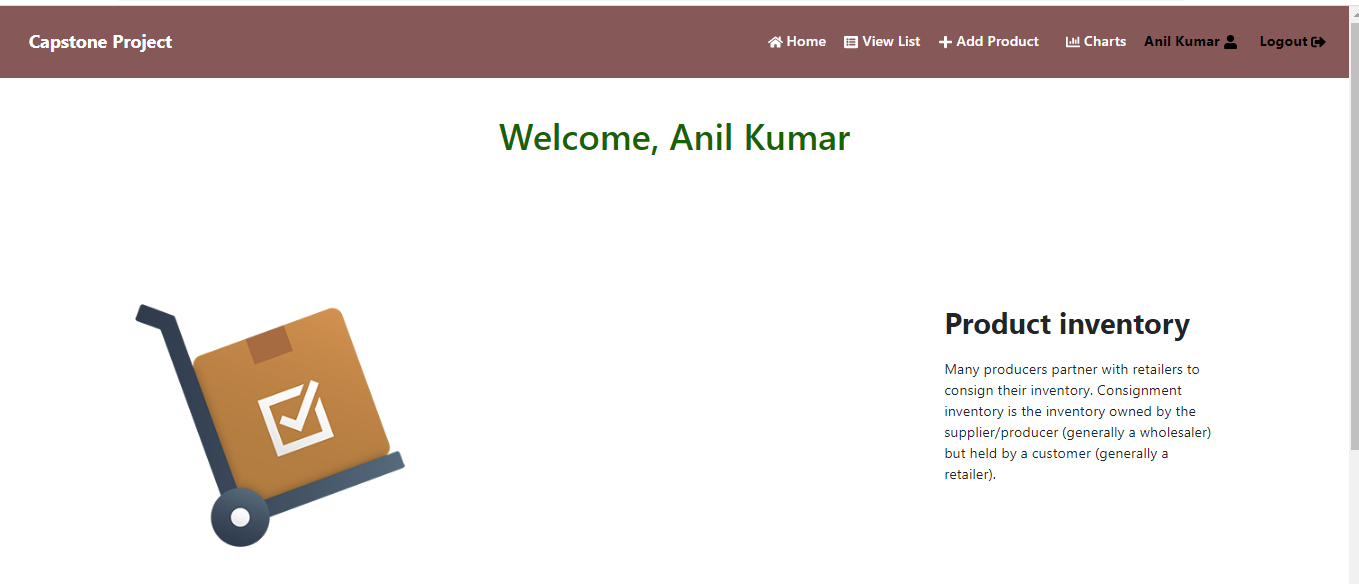 Capstone Project Home View List Add Product Charts Anil Kumar Logout
Welcome, Anil Kumar
Product inventory
Many producers partner with retailers to
consign their inventory. Consignment
inventory is the inventory owned by the
supplier/producer (generally a wholesaler)
but held by a customer (generally a
retailer).